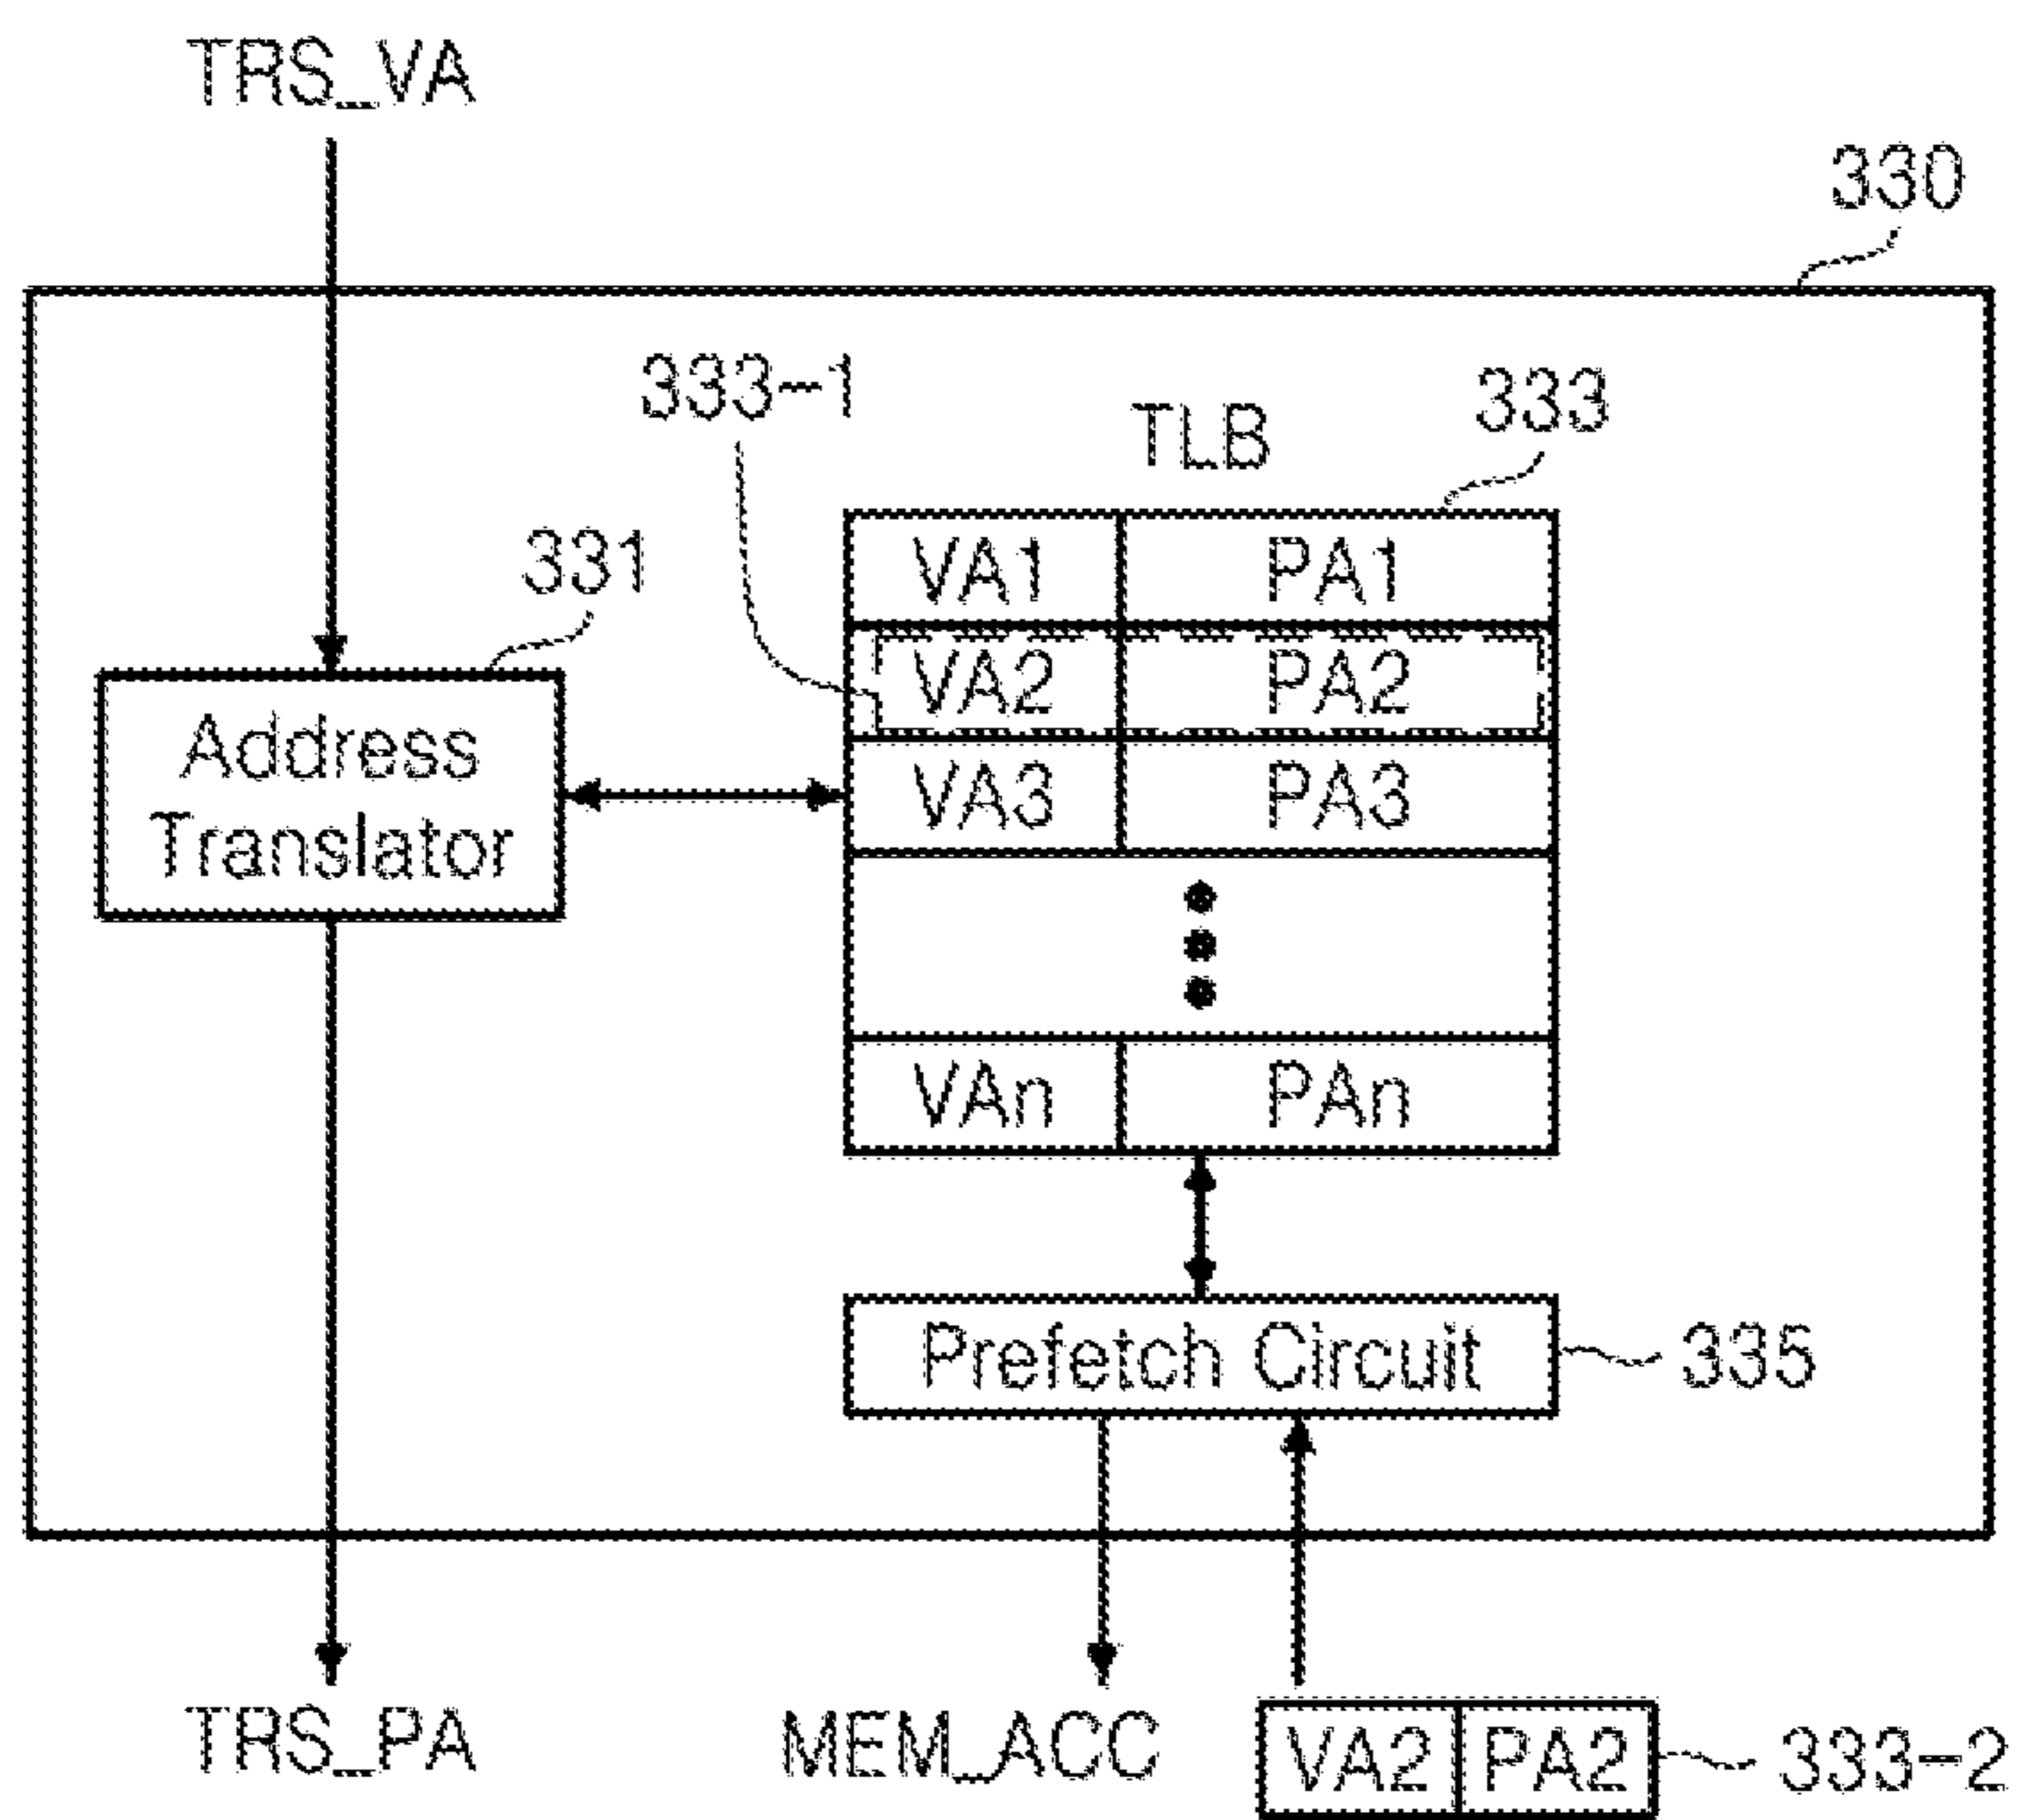 TRS_VA
330
333-1
TLB
333
331
VA1 PA1
VA2 PA2
VA3 PA3
Address
Translator
VAn PAn
Prefetch Circuit
335
TRS_PA
MEM_ACC
VA2 PA2
333-2